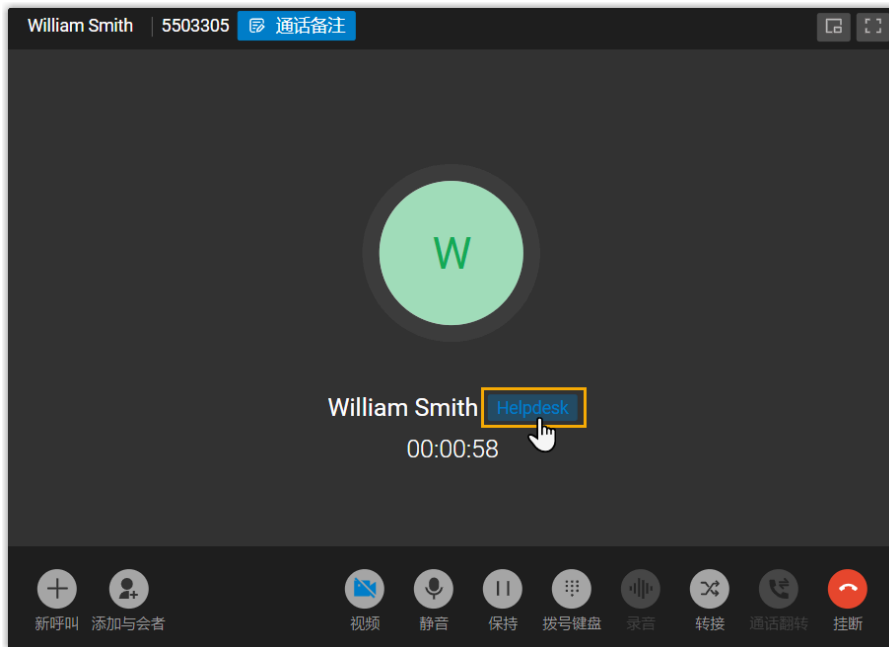 William Smith 5503305 通话备注
W
William Smith Helpdesk
00:00:58
新呼叫 添加与会者 视频 静音 保持 拨号键盘 录音 转接 通话翻转 挂断